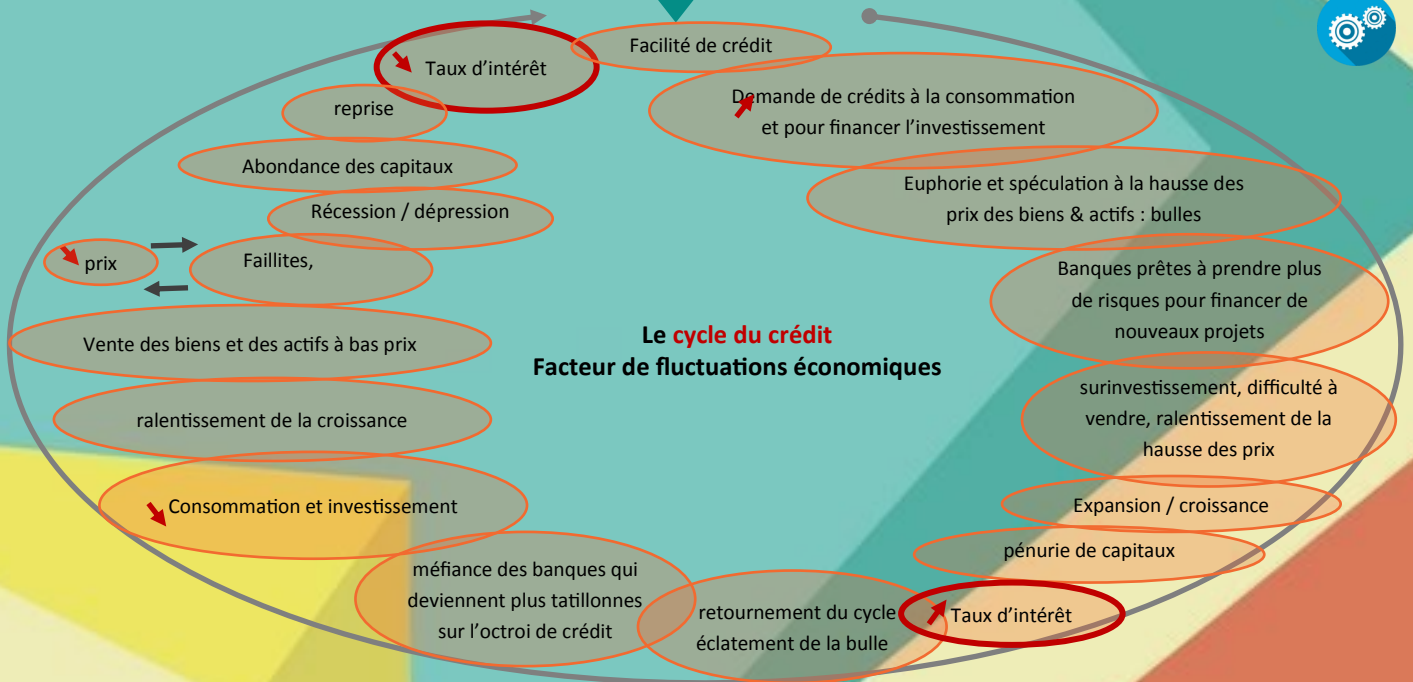 Facilité de crédit
Demande de crédits à la consommation
et pour financer l'investissement
Euphorie et spéculation à la hausse des
prix des biens & actifs : bulles
Banques prêtes à prendre plus
de risques pour financer de
nouveaux projets
surinvestissement, difficulté à
vendre, ralentissement de la
hausse des prix
Expansion / croissance
pénurie de capitaux
Taux d'intérêt
retournement du cycle
éclatement de la bulle
méfiance des banques qui
deviennent plus tatillonnes
sur l'octroi de crédit
Consommation et investissement
ralentissement de la croissance
Vente des biens et des actifs à bas prix
prix
Faillites,
Récession / dépression
Abondance des capitaux
reprise
Taux d'intérêt
Le cycle du crédit
Facteur de fluctuations économiques